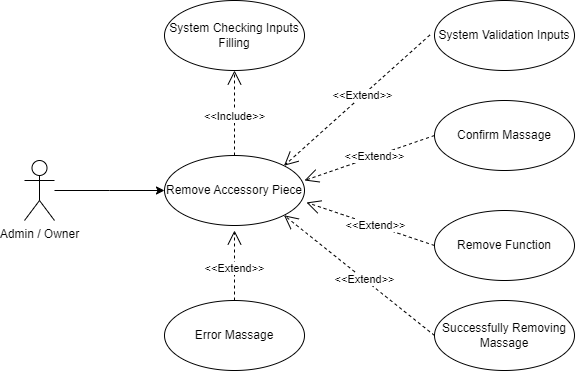 System Checking Inputs
Filling
System Validation Inputs
<<Extend>>
<<Include>>
Confirm Massage
<<Extend>>
Remove Accessory Piece
Admin / Owner
<<Extend>>
Remove Function
<<Extend>>
<<Extend>>
Error Massage
Successfully Removing
Massage